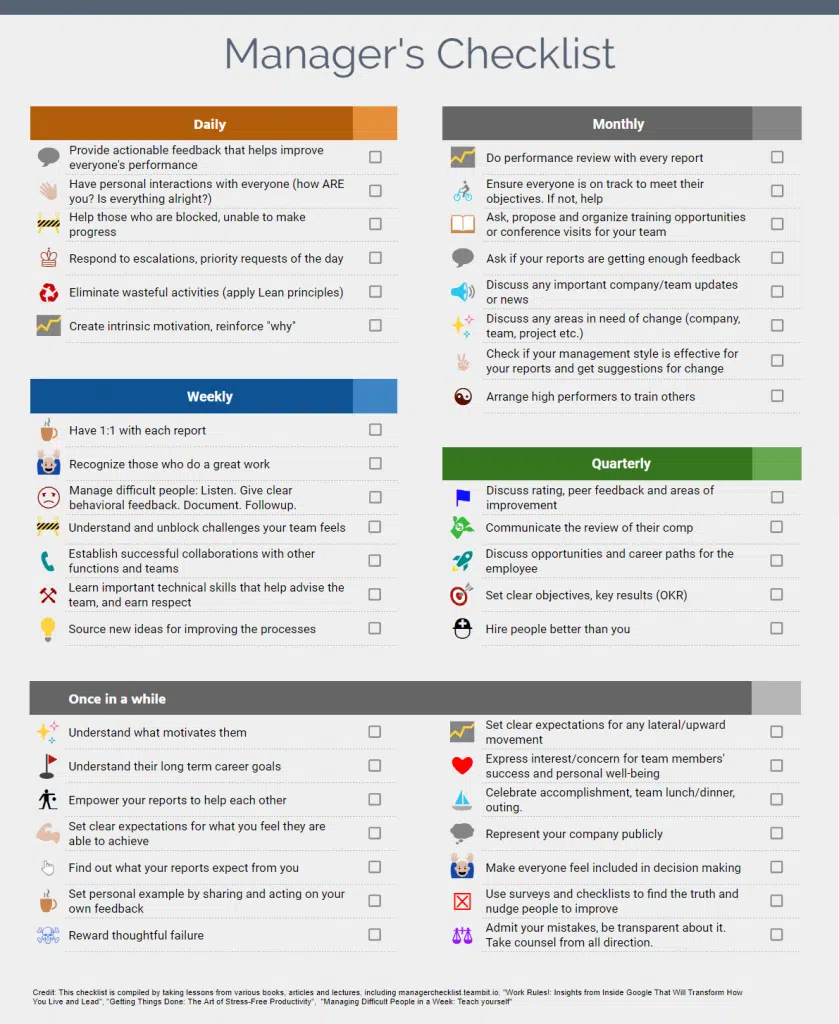 Manager's Checklist
Daily
Provide actionable feedback that helps improve
everyone's performance
Have personal interactions with everyone (how ARE
you? Is everything alright?)
Help those who are blocked, unable to make
progress
Respond to escalations, priority requests of the day
Eliminate wasteful activities (apply Lean principles)
Create intrinsic motivation, reinforce "why"
Weekly
Have 1:1 with each report
Recognize those who do a great work
Manage difficult people: Listen. Give clear
behavioral feedback. Document. Followup.
Understand and unblock challenges your team feels
Establish successful collaborations with other
functions and teams
Learn important technical skills that help advise the
team, and earn respect
Source new ideas for improving the processes
Monthly
Do performance review with every report
Ensure everyone is on track to meet their
objectives. If not, help
Ask, propose and organize training opportunities
or conference visits for your team
Ask if your reports are getting enough feedback
Discuss any important company/team updates
or news
Discuss any areas in need of change (company,
team, project etc.)
Check if your management style is effective for
your reports and get suggestions for change
Arrange high performers to train others
Quarterly
Discuss rating, peer feedback and areas of
improvement
Communicate the review of their comp
Discuss opportunities and career paths for the
employee
Set clear objectives, key results (OKR)
Hire people better than you
Once in a while
Understand what motivates them
Understand their long term career goals
Empower your reports to help each other
Set clear expectations for what you feel they are
able to achieve
Find out what your reports expect from you
Set personal example by sharing and acting on your
own feedback
Reward thoughtful failure
Set clear expectations for any lateral/upward
movement
Express interest/concern for team members'
success and personal well-being
Celebrate accomplishment, team lunch/dinner,
outing.
Represent your company publicly
Make everyone feel included in decision making
Use surveys and checklists to find the truth and
nudge people to improve
Admit your mistakes, be transparent about it.
Take counsel from all direction.
Credit: This checklist is compiled by taking lessons from various books, articles and lectures, including managerchecklist.teambit.io, "Work Rules!: Insights from Inside Google That Will Transform How
You Live and Lead", "Getting Things Done: The Art of Stress-Free Productivity", "Managing Difficult People in a Week: Teach yourself"